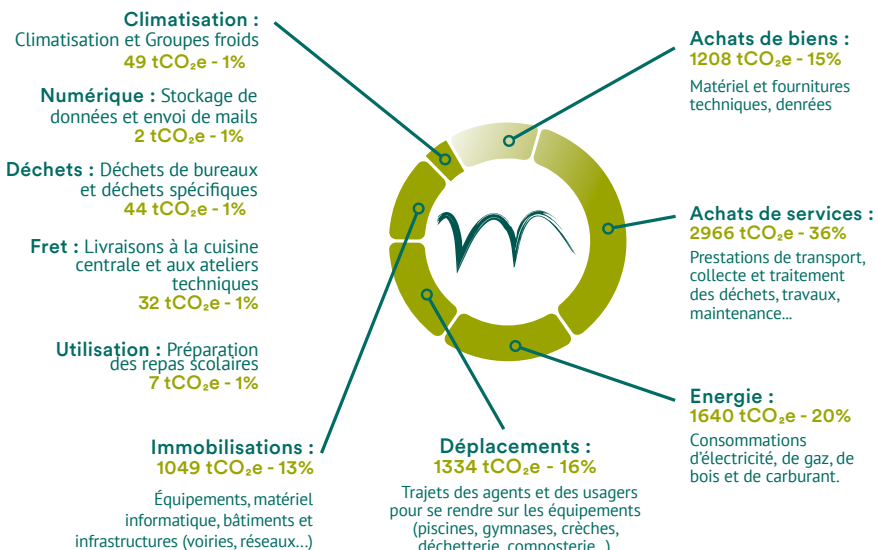 Climatisation :
Climatisation et Groupes froids
49 tCO₂e - 1%
Numérique : Stockage de
données et envoi de mails
2 tCO₂e - 1%
Déchets : Déchets de bureaux
et déchets spécifiques
44 tCO₂e - 1%
Fret : Livraisons à la cuisine
centrale et aux ateliers
techniques
32 tCO₂e - 1%
Utilisation : Préparation
des repas scolaires
7 tCO₂e - 1%
Immobilisations :
1049 tCO₂e - 13%
Équipements, matériel
informatique, bâtiments et
infrastructures (voiries, réseaux...)
Déplacements :
1334 tCO₂e - 16%
Trajets des agents et des usagers
pour se rendre sur les équipements
(piscines, gymnases, crèches,
déchetterie, composterie...)
Achats de biens :
1208 tCO₂e - 15%
Matériel et fournitures
techniques, denrées
Achats de services :
2966 tCO₂e - 36%
Prestations de transport,
collecte et traitement
des déchets, travaux,
maintenance...
Energie :
1640 tCO₂e - 20%
Consommations
d'électricité, de gaz, de
bois et de carburant.